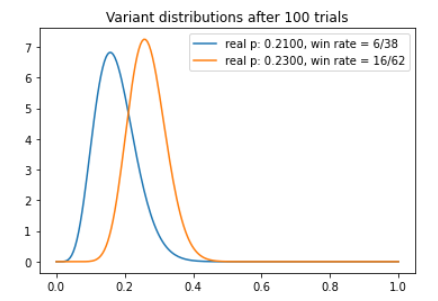 Variant distributions after 100 trials
real p: 0.2100, win rate = 6/38
real p: 0.2300, win rate = 16/62
7
6
5
4
3
2
1
0
0.0 0.2 0.4 0.6 0.8 1.0